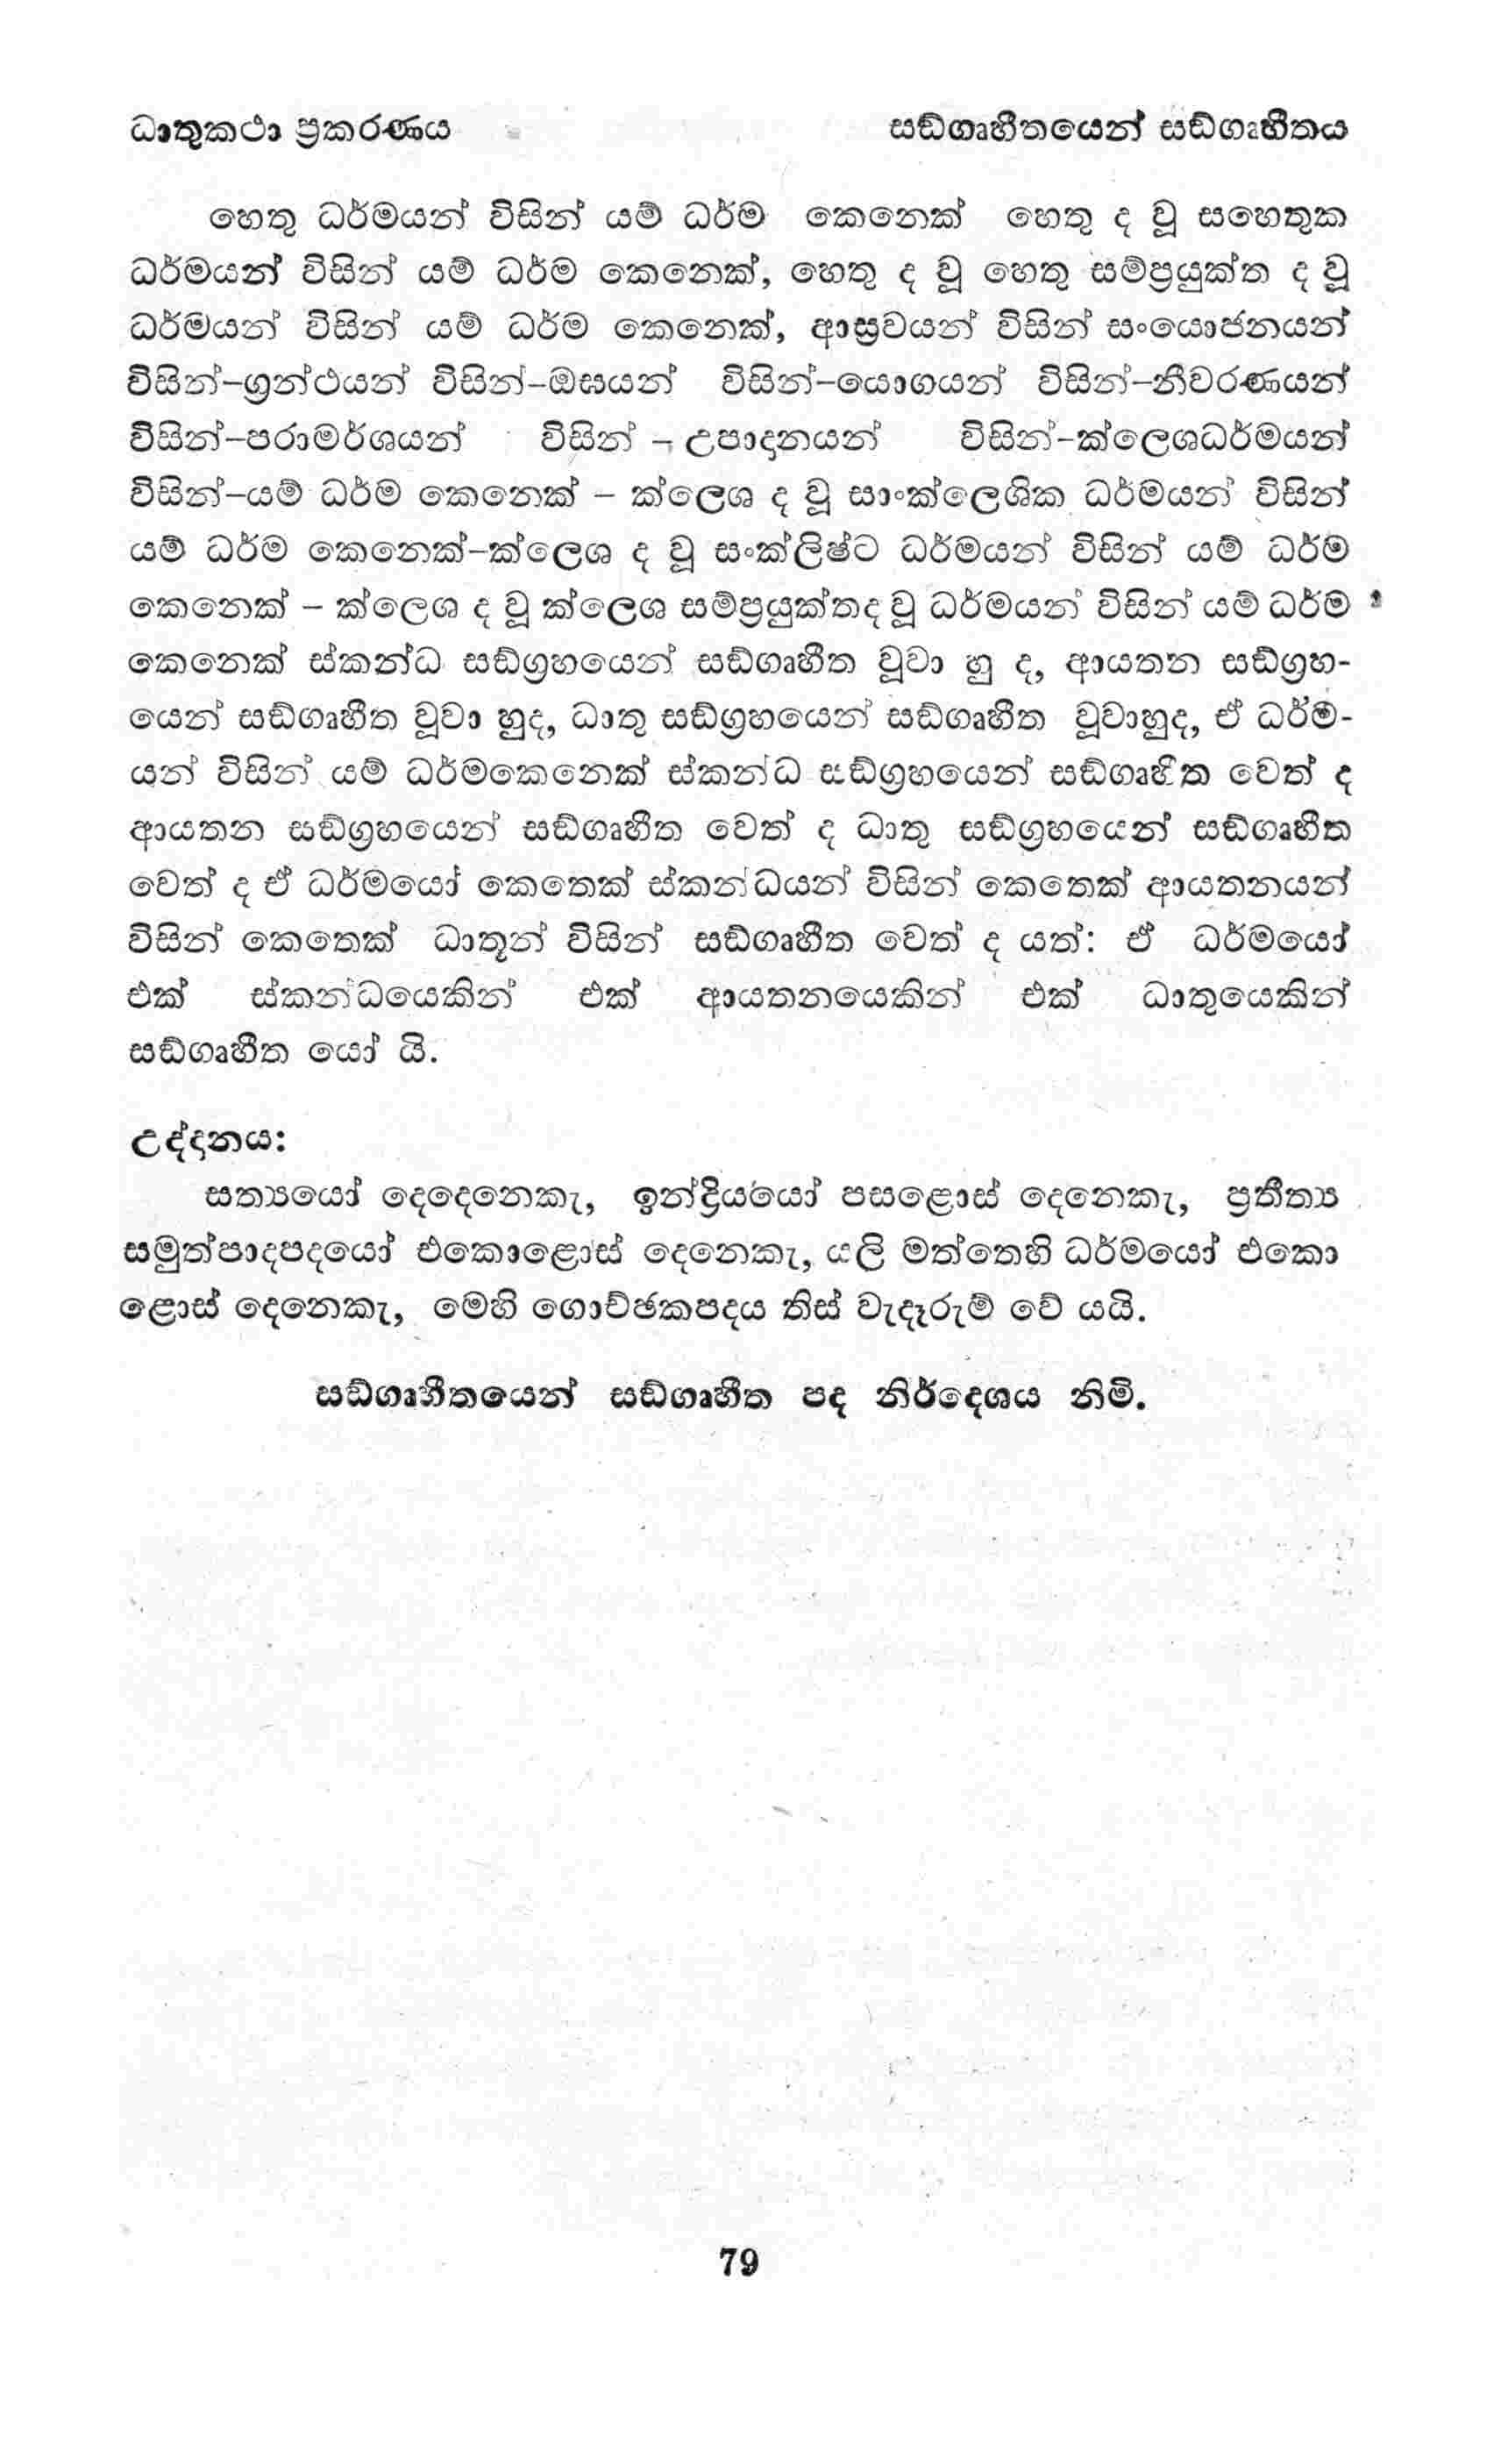 ධාතුකථා ප්‍රකරණය	සඞ්ගෘහීතයෙන් සඞ්ගෘහීතය
හෙතු ධර්මයන් විසින් යම් ධර්ම කෙනෙක් හෙතු ද වූ සහෙතුක
ධර්මයන් විසින් යම් ධර්ම කෙනෙක්, හෙතු ද වූ හෙතු සම්ප්‍රයුක්ත ද වූ
ධර්මයන් විසින් යම් ධර්ම කෙනෙක්, ආස්‍රවයන් විසින් සංයොජනයන්
විසින්–ග්‍රන්ථයන් විසින්–ඔඝයන් විසින්–යොගයන් විසින්–නීවරණයන්
විසින්–පරාමර්ශයන් විසින් – උපාදානයන් විසින්–ක්ලෙශධර්මයන්
විසින්–යම් ධර්ම කෙනෙක් – ක්ලෙශ ද වූ සාංක්ලෙශික ධර්මයන් විසින්
යම් ධර්ම කෙනෙක්–ක්ලෙශ ද වූ සංක්ලිෂ්ට ධර්මයන් විසින් යම් ධර්ම
කෙනෙක් – ක්ලෙශ ද වූ ක්ලෙශ සම්ප්‍රයුක්තද වූ ධර්මයන් විසින් යම් ධර්ම
කෙනෙක් ස්කන්ධ සඞ්ග්‍රහයෙන් සඞ්ගෘහීත වූවා හු ද, ආයතන සඞ්ග්‍රහ-
යෙන් සඞ්ගෘහීත වූවා හුද, ධාතු සඞ්ග්‍රහයෙන් සඞ්ගෘහීත වූවාහුද, ඒ ධර්ම-
යන් විසින් යම් ධර්මකෙනෙක් ස්කන්ධ සඞ්ග්‍රහයෙන් සඞ්ගෘහිත වෙත් ද
ආයතන සඞ්ග්‍රහයෙන් සඞ්ගෘහීත වෙත් ද ධාතු සඞ්ග්‍රහයෙන් සඞ්ගෘහීත
වෙත් ද ඒ ධර්මයෝ කෙතෙක් ස්කන්ධයන් විසින් කෙතෙක් ආයතනයන්
විසින් කෙතෙක් ධාතූන් විසින් සඞ්ගෘහීත වෙත් ද යත්: ඒ ධර්මයෝ
එක් ස්කන්ධයෙකින් එක් ආයතනයෙකින් එක් ධාතුයෙකින්
සඞ්ගෘහීත යෝ යි.
උද්දානය:
සත්‍යයෝ දෙදෙනෙකැ, ඉන්ද්‍රියයෝ පසළොස් දෙනෙකැ, ප්‍රතීත්‍ය
සමුත්පාදපදයෝ එකොළොස් දෙනෙකැ, යලි මත්තෙහි ධර්මයෝ එකො
ළොස් දෙනෙකැ, මෙහි ගොච්ඡකපදය තිස් වැදෑරුම් වේ යයි.
සඞ්ගෘහීතයෙන් සඞ්ගෘහීත පද නිර්දෙශය නිමි.
79